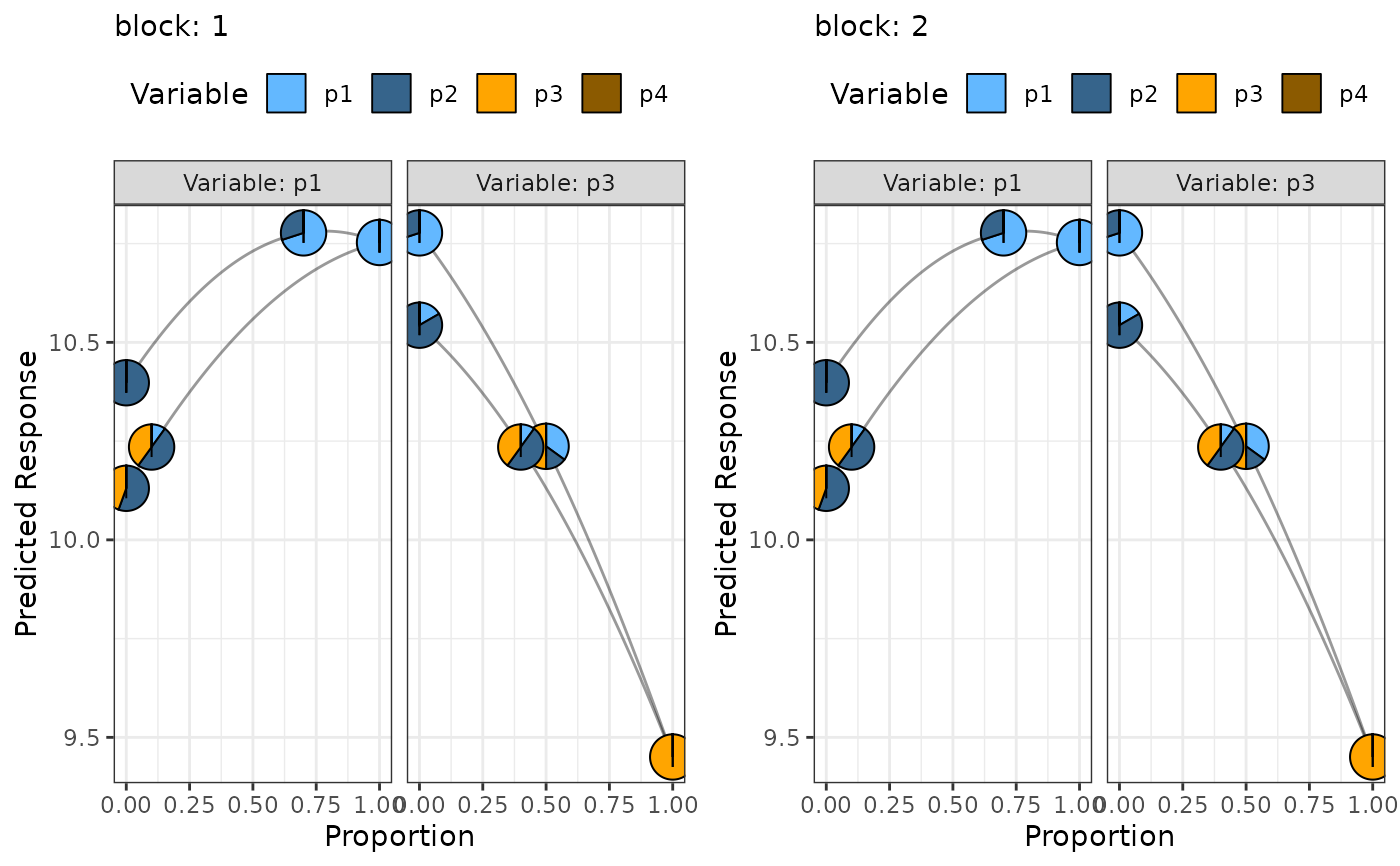 block: 1
Variable p1 p2 p3 p4
Variable: p1 Variable: p3
Predicted Response
10.5
10.0
9.5
0.00 0.25 0.50 0.75 1.00 0.00 0.25 0.50 0.75 1.00
Proportion
block: 2
Variable p1 p2 p3 p4
Variable: p1 Variable: p3
Predicted Response
10.5
10.0
9.5
0.00 0.25 0.50 0.75 1.00 0.00 0.25 0.50 0.75 1.00
Proportion